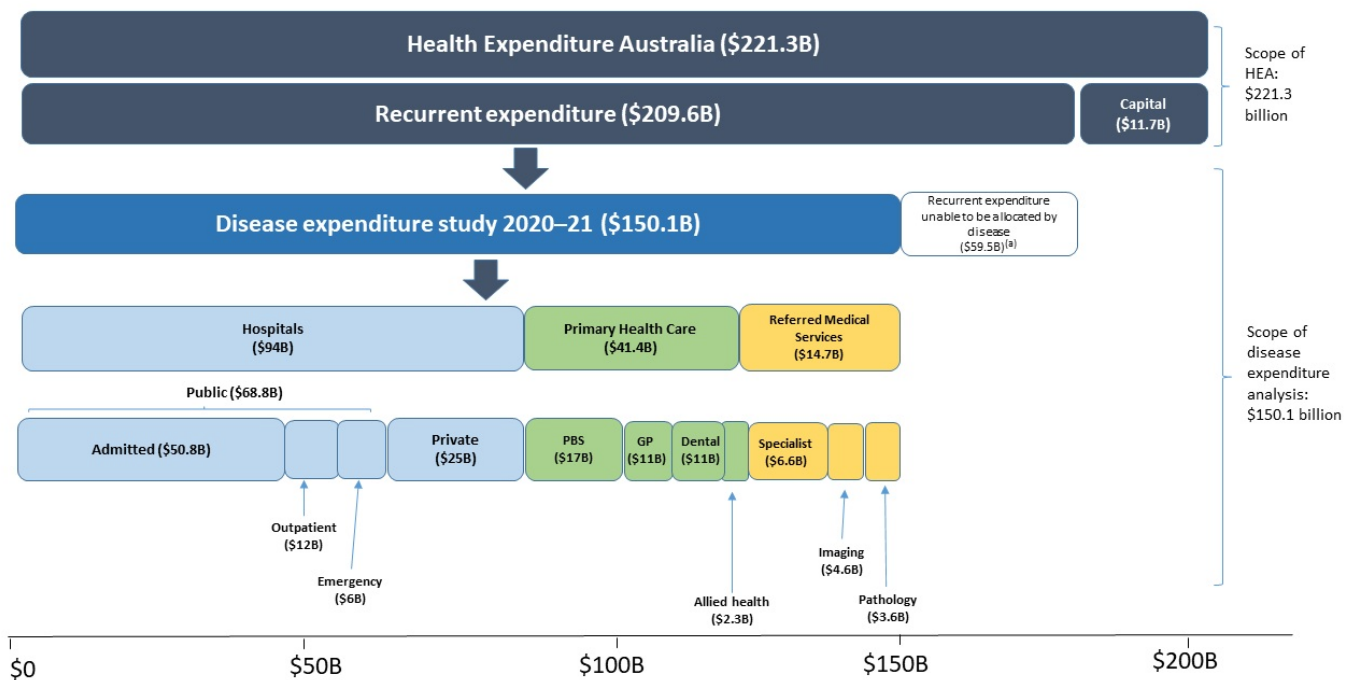 Health Expenditure Australia ($221.3B)
Recurrent expenditure ($209.6B)
Capital
($11.7B)
Scope of
HEA:
$221.3
billion
Disease expenditure study 2020–21 ($150.1B)
Recurrent expenditure
unable to be allocated by
disease
($59.5B)(a)
Hospitals
($94B)
Primary Health Care
($41.4B)
Referred Medical
Services
($14.7B)
Scope of
disease
expenditure
analysis:
$150.1 billion
Public ($68.8B)
Admitted ($50.8B)
Private
($25B)
PBS
($17B)
GP
($11B)
Dental
($11B)
Specialist
($6.6B)
Outpatient
($12B)
Emergency
($6B)
Allied health
($2.3B)
Imaging
($4.6B)
Pathology
($3.6B)
$0
$50B
$100B
$150B
$200B